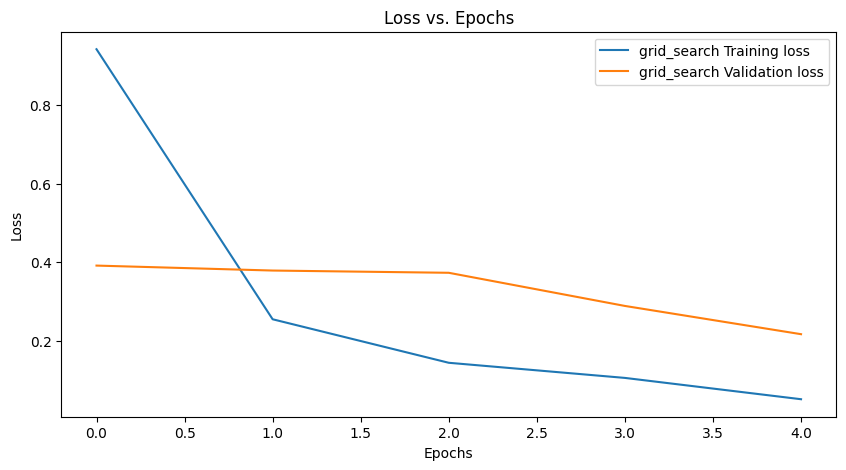 Loss vs. Epochs
grid_search Training loss
grid_search Validation loss
Loss
0.8
0.6
0.4
0.2
0.0 0.5 1.0 1.5 2.0 2.5 3.0 3.5 4.0
Epochs